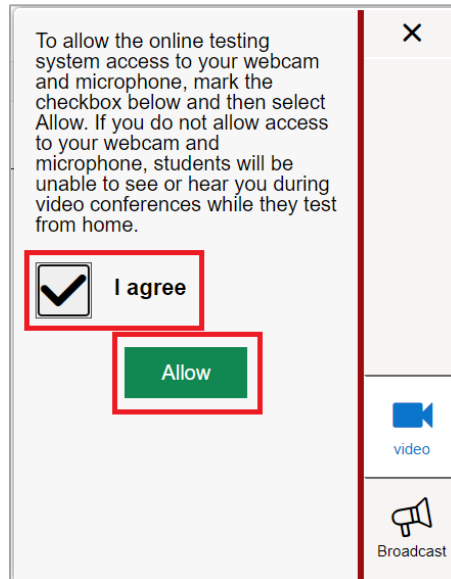 To allow the online testing
system access to your webcam
and microphone, mark the
checkbox below and then select
Allow. If you do not allow access
to your webcam and
microphone, students will be
unable to see or hear you during
video conferences while they test
from home.
I agree
Allow
video
Broadcast